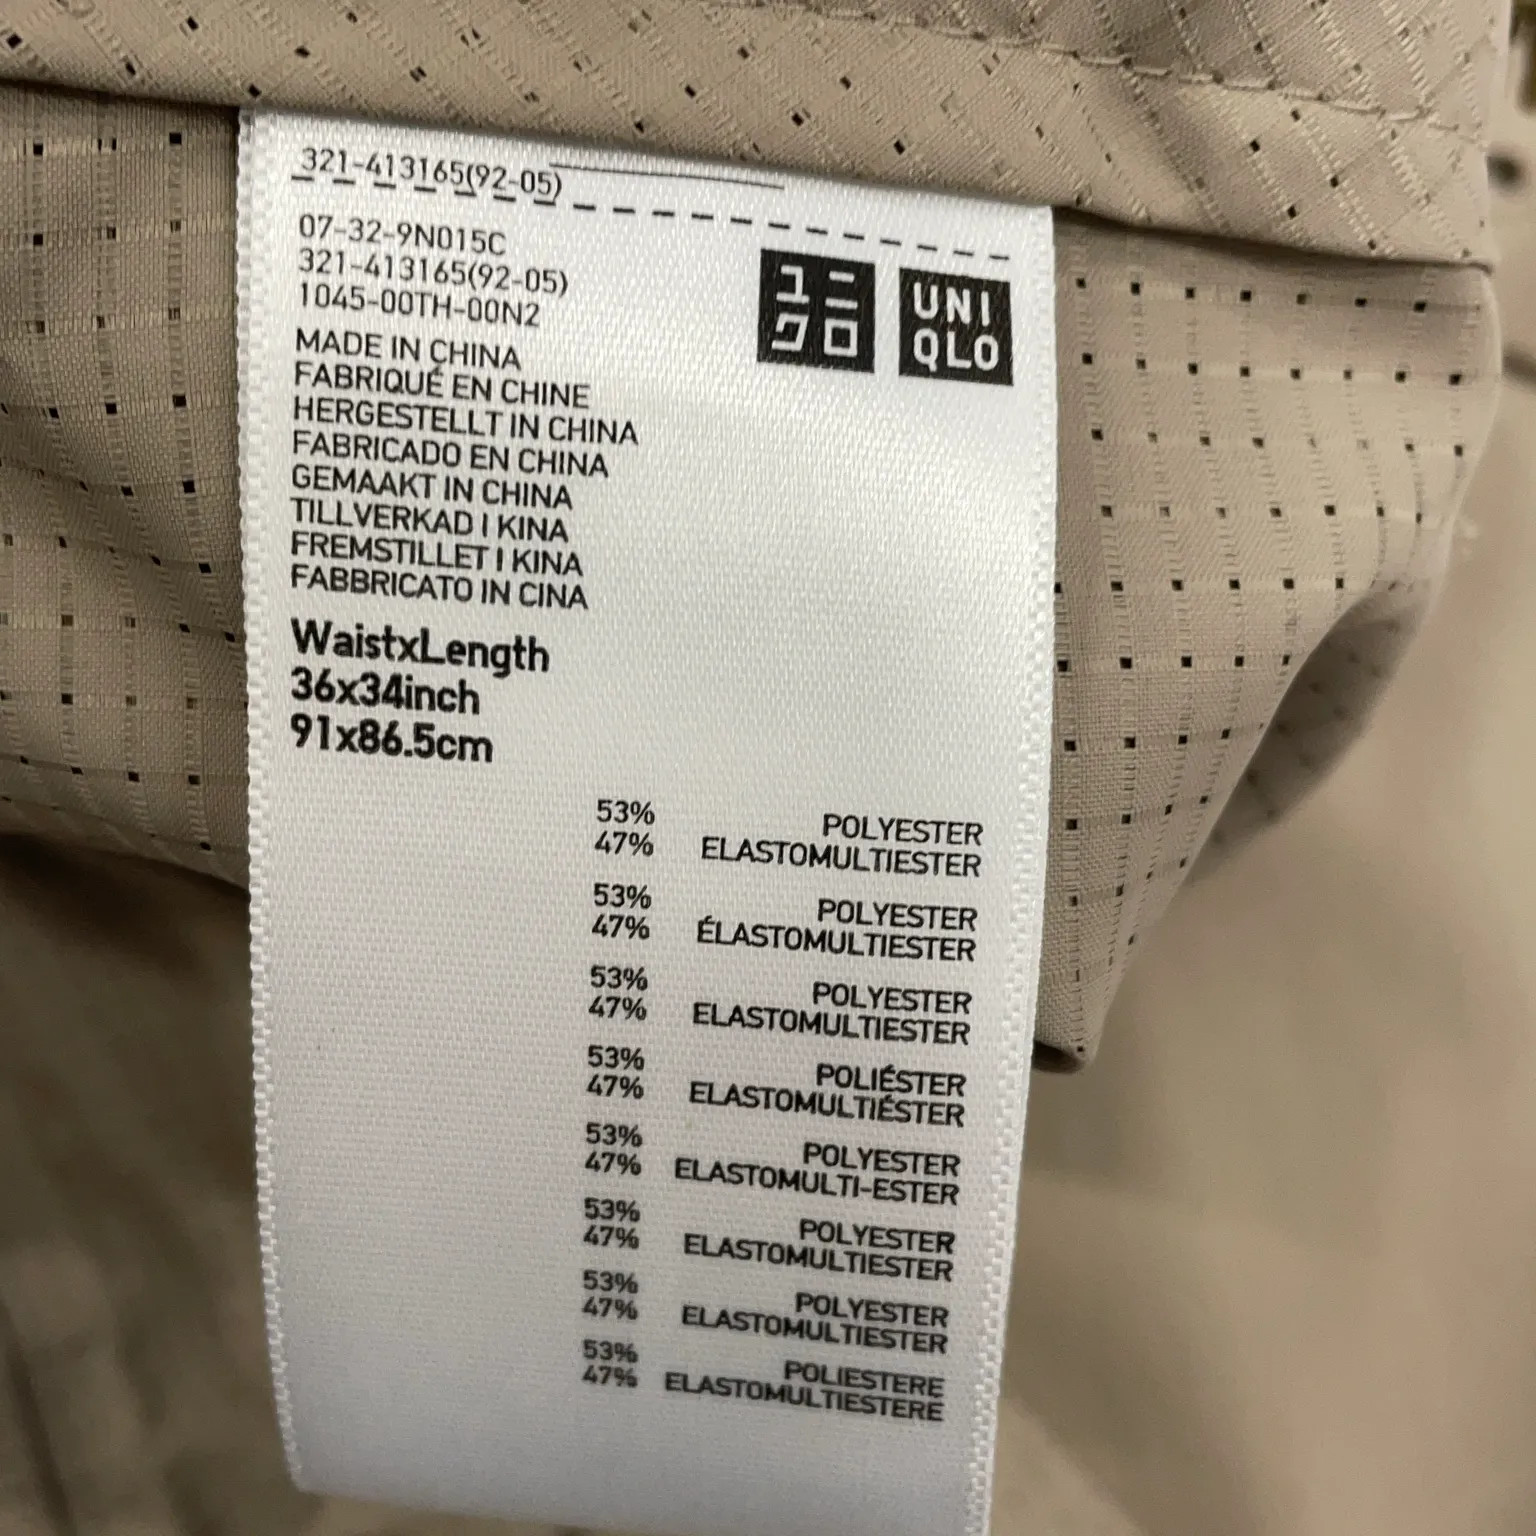 321-413165(92-05)
07-32-9N015C
321-413165(92-05)
1045-00TH-00N2
ユニ
クロ
UNI
QLO
MADE IN CHINA
FABRIQUÉ EN CHINE
HERGESTELLT IN CHINA
FABRICADO EN CHINA
GEMAAKT IN CHINA
TILLVERKAD I KINA
FREMSTILLET I KINA
FABBRICATO IN CINA
WaistxLength
36x34inch
91x86.5cm
53% POLYESTER
47% ELASTOMULTIESTER
53% POLYESTER
47% ÉLASTOMULTIESTER
53% POLYESTER
47% ELASTOMULTIESTER
53% POLIÉSTER
47% ELASTOMULTIÉSTER
53% POLYESTER
47% ELASTOMULTI-ESTER
53% POLYESTER
47% ELASTOMULTIESTER
53% POLYESTER
47% ELASTOMULTIESTER
53% POLIESTERE
47% ELASTOMULTIESTERE